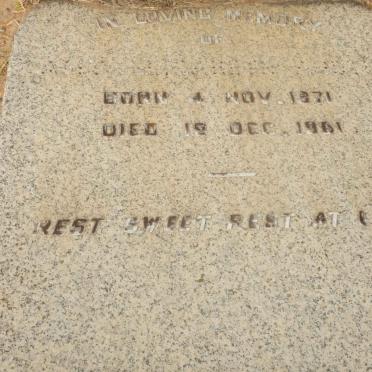 IN LOVING MEMORY
OF
BORN 4 NOV. 1871
DIED 19 DEC. 1961.
REST SWEET REST AT